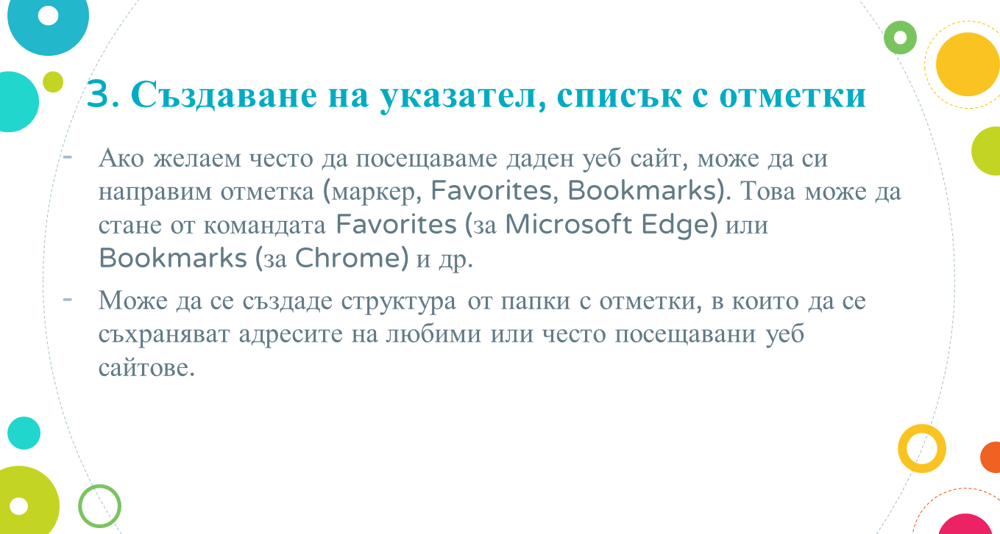 3. Създаване на указател, списък с отметки
- Ако желаем често да посещаваме даден уеб сайт, може да си
направим отметка (маркер, Favorites, Bookmarks). Това може да
стане от командата Favorites (за Microsoft Edge) или
Bookmarks (за Chrome) и др.
- Може да се създаде структура от папки с отметки, в които да се
съхраняват адресите на любими или често посещавани уеб
сайтове.